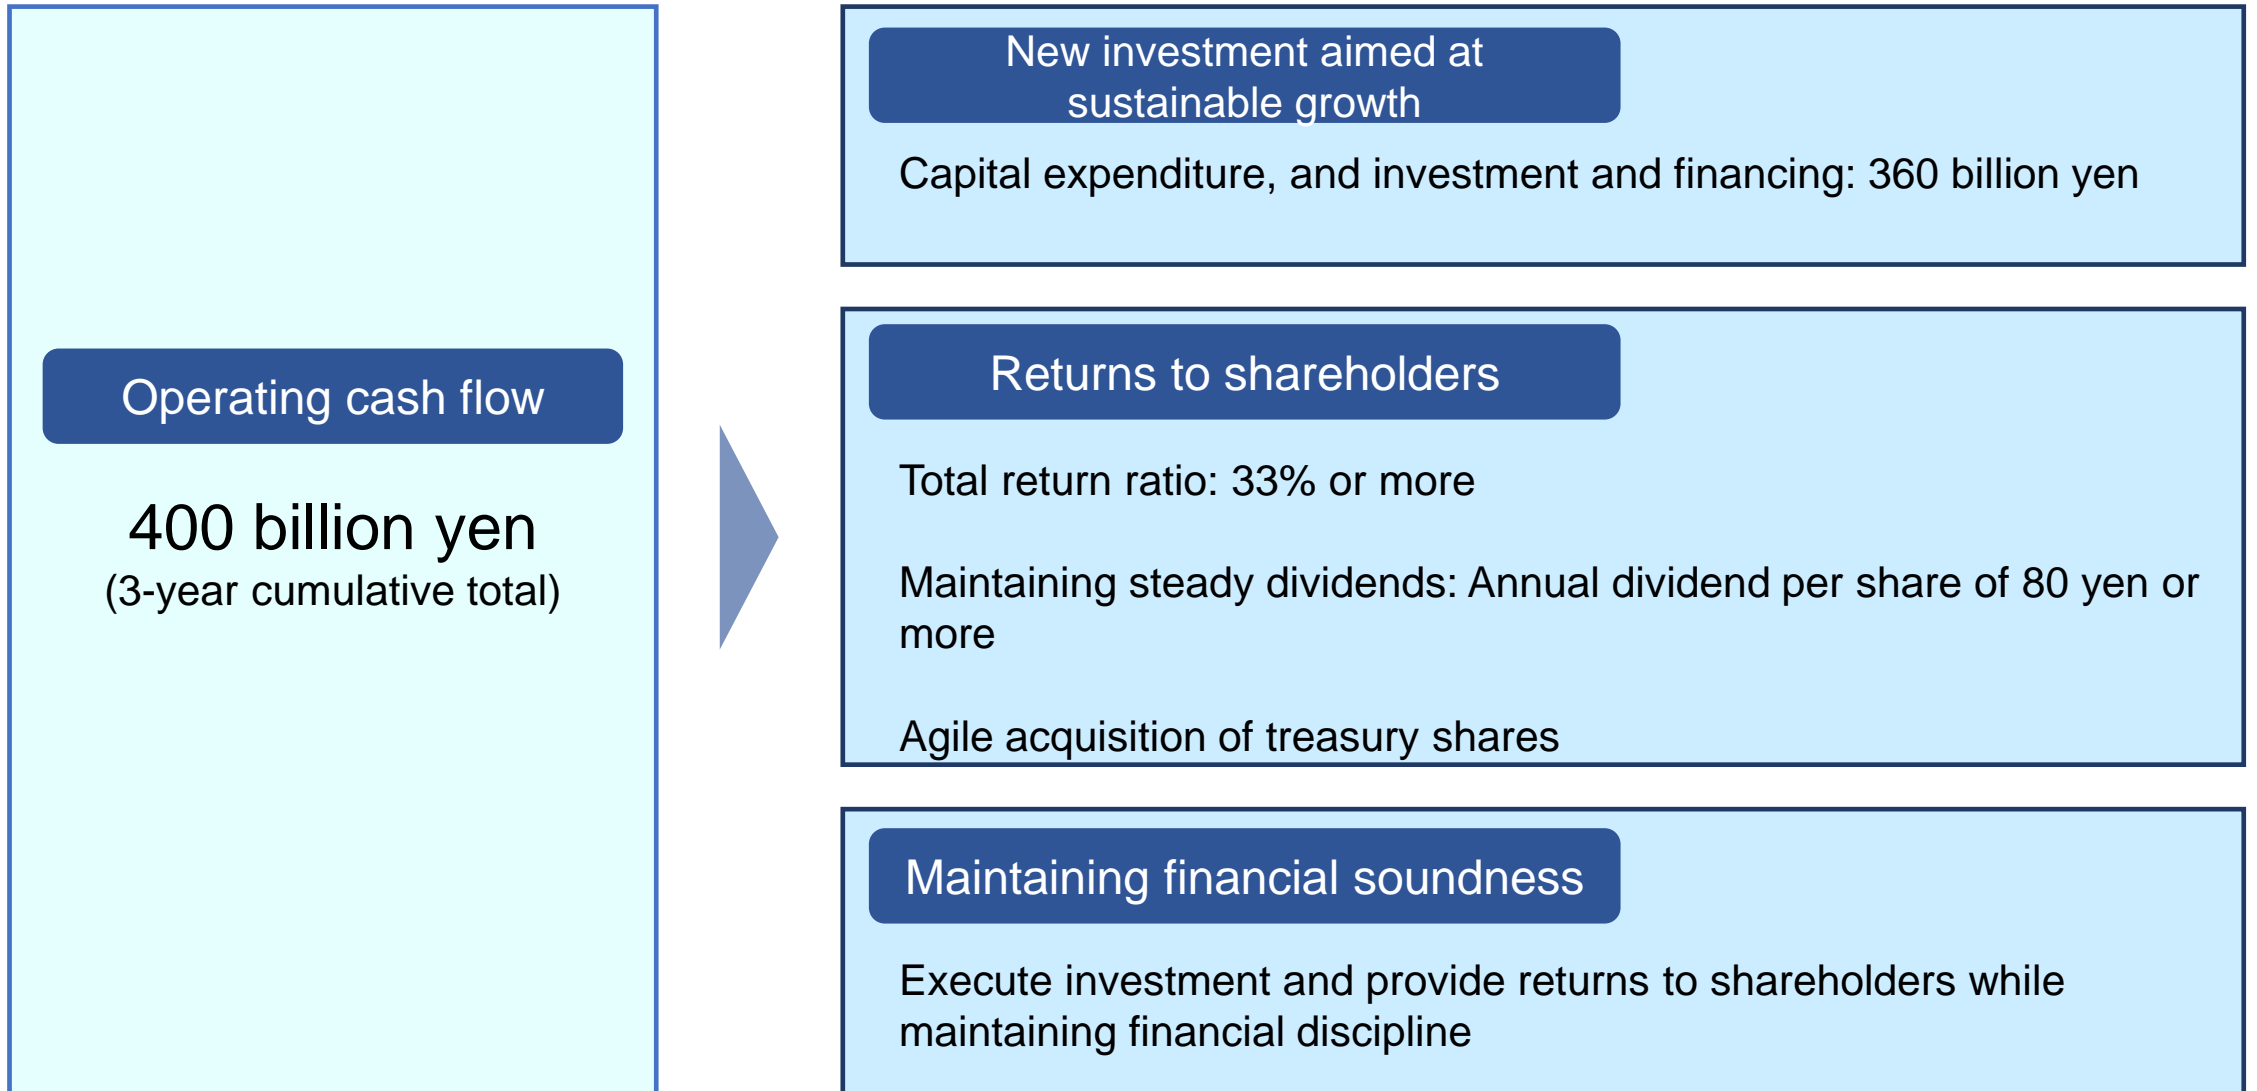 Operating cash flow
400 billion yen
(3-year cumulative total)
New investment aimed at
sustainable growth
Capital expenditure, and investment and financing: 360 billion yen
Returns to shareholders
Total return ratio: 33% or more
Maintaining steady dividends: Annual dividend per share of 80 yen or
more
Agile acquisition of treasury shares
Maintaining financial soundness
Execute investment and provide returns to shareholders while
maintaining financial discipline